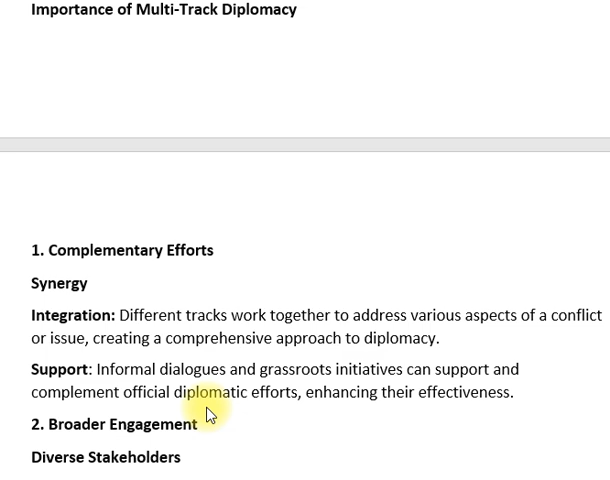 Importance of Multi-Track Diplomacy
1. Complementary Efforts
Synergy
Integration: Different tracks work together to address various aspects of a conflict
or issue, creating a comprehensive approach to diplomacy.
Support: Informal dialogues and grassroots initiatives can support and
complement official diplomatic efforts, enhancing their effectiveness.
2. Broader Engagement
Diverse Stakeholders